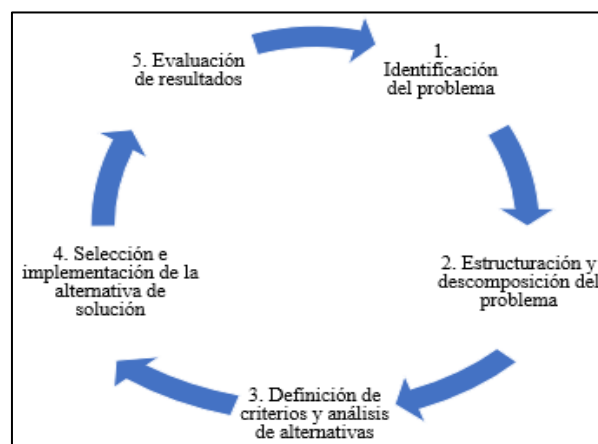 1.
Identificación
del problema
2. Estructuración y
descomposición del
problema
3. Definición de
criterios y análisis
de alternativas
4. Selección e
implementación de la
alternativa de
solución
5. Evaluación
de resultados